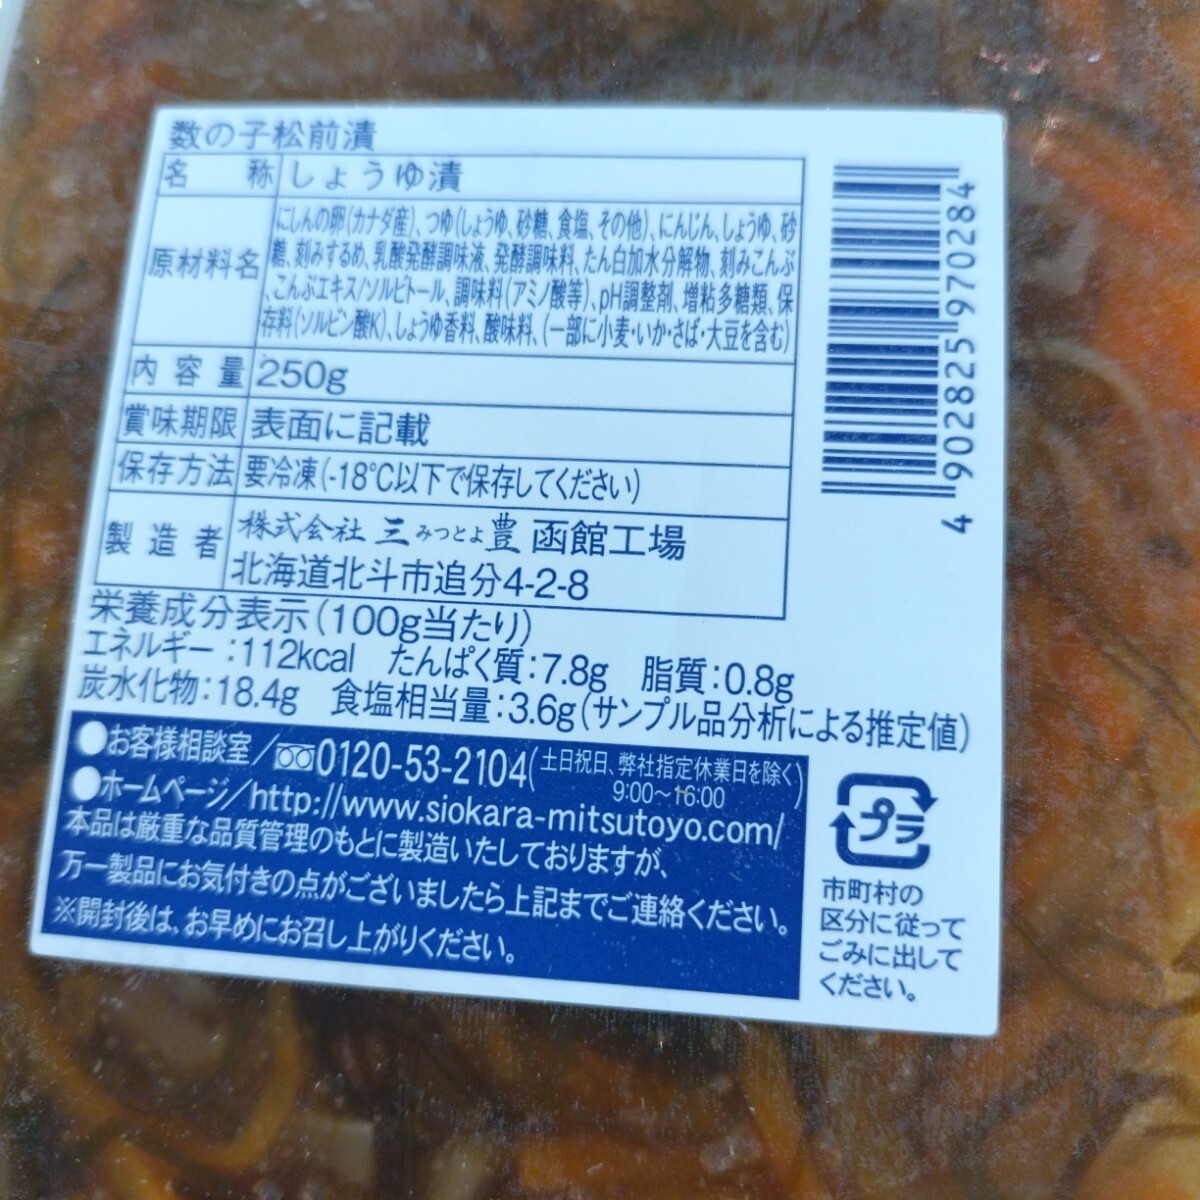 数の子松前漬
名称 しょうゆ漬
原材料名 にしんの卵(カナダ産)、つゆ(しょうゆ、砂糖、食塩、その他)、にんじん、しょうゆ、砂
糖、刻みするめ、乳酸発酵調味液、発酵調味料、たん白加水分解物、刻みこんぶ
、こんぶエキス/ソルビトール、調味料(アミノ酸等)、pH調整剤、増粘多糖類、保
存料(ソルビン酸K)、しょうゆ香料、酸味料、(一部に小麦・いか・さば・大豆を含む)
内容量 250g
賞味期限 表面に記載
保存方法 要冷凍(-18℃以下で保存してください)
製造者 株式会社 三みつとよ豊 函館工場
北海道北斗市追分4-2-8
栄養成分表示(100g当たり)
エネルギー:112kcal たんぱく質:7.8g 脂質:0.8g
炭水化物:18.4g 食塩相当量:3.6g(サンプル品分析による推定値)
●お客様相談室/0120-53-2104(土日祝日、弊社指定休業日を除く)
9:00〜16:00
●ホームページ/http://www.siokara-mitsutoyo.com/
本品は厳重な品質管理のもとに製造いたしておりますが、
万一製品にお気付きの点がございましたら上記までご連絡ください。
※開封後は、お早めにお召し上がりください。
4902825970284
プラ
市町村の
区分に従って
ごみに出して
ください。